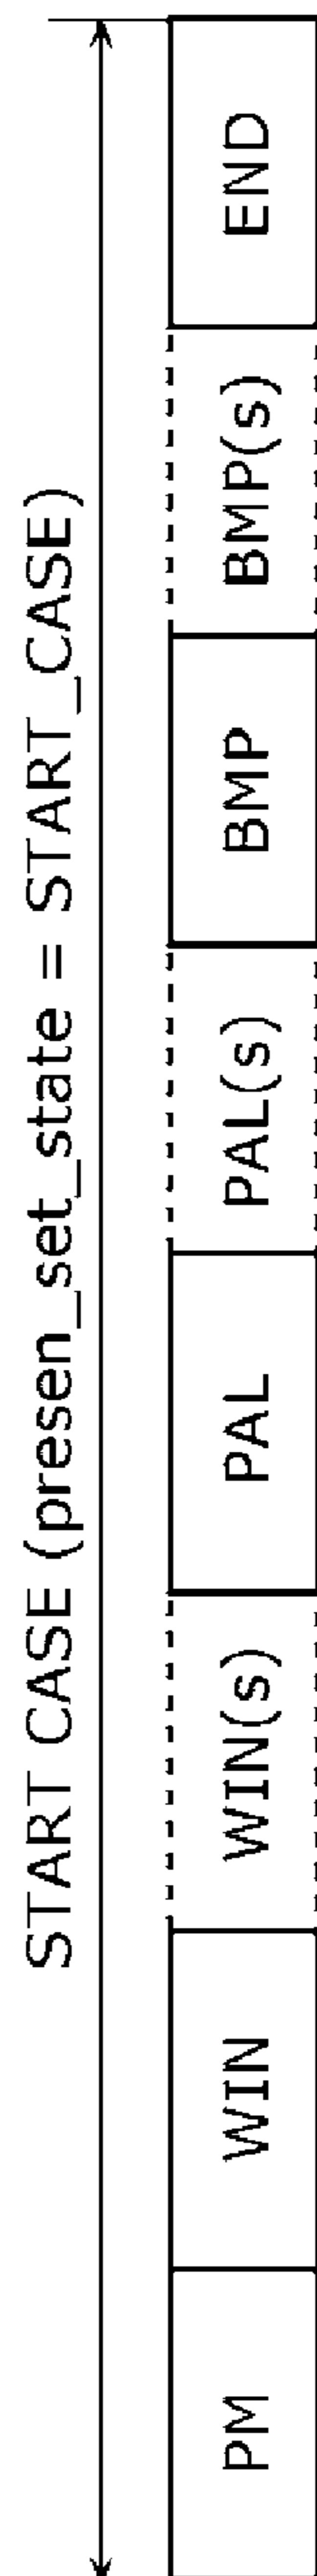 START CASE (presen_set_state = START_CASE)
PM
WIN
WIN(s)
PAL
PAL(s)
BMP
BMP(s)
END